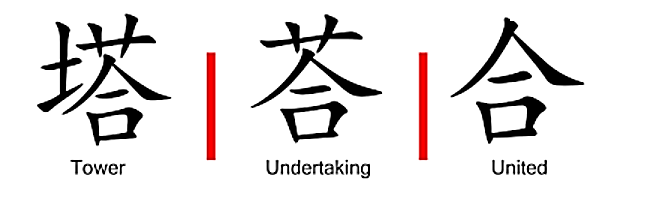 塔 荅 合
Tower Undertaking United